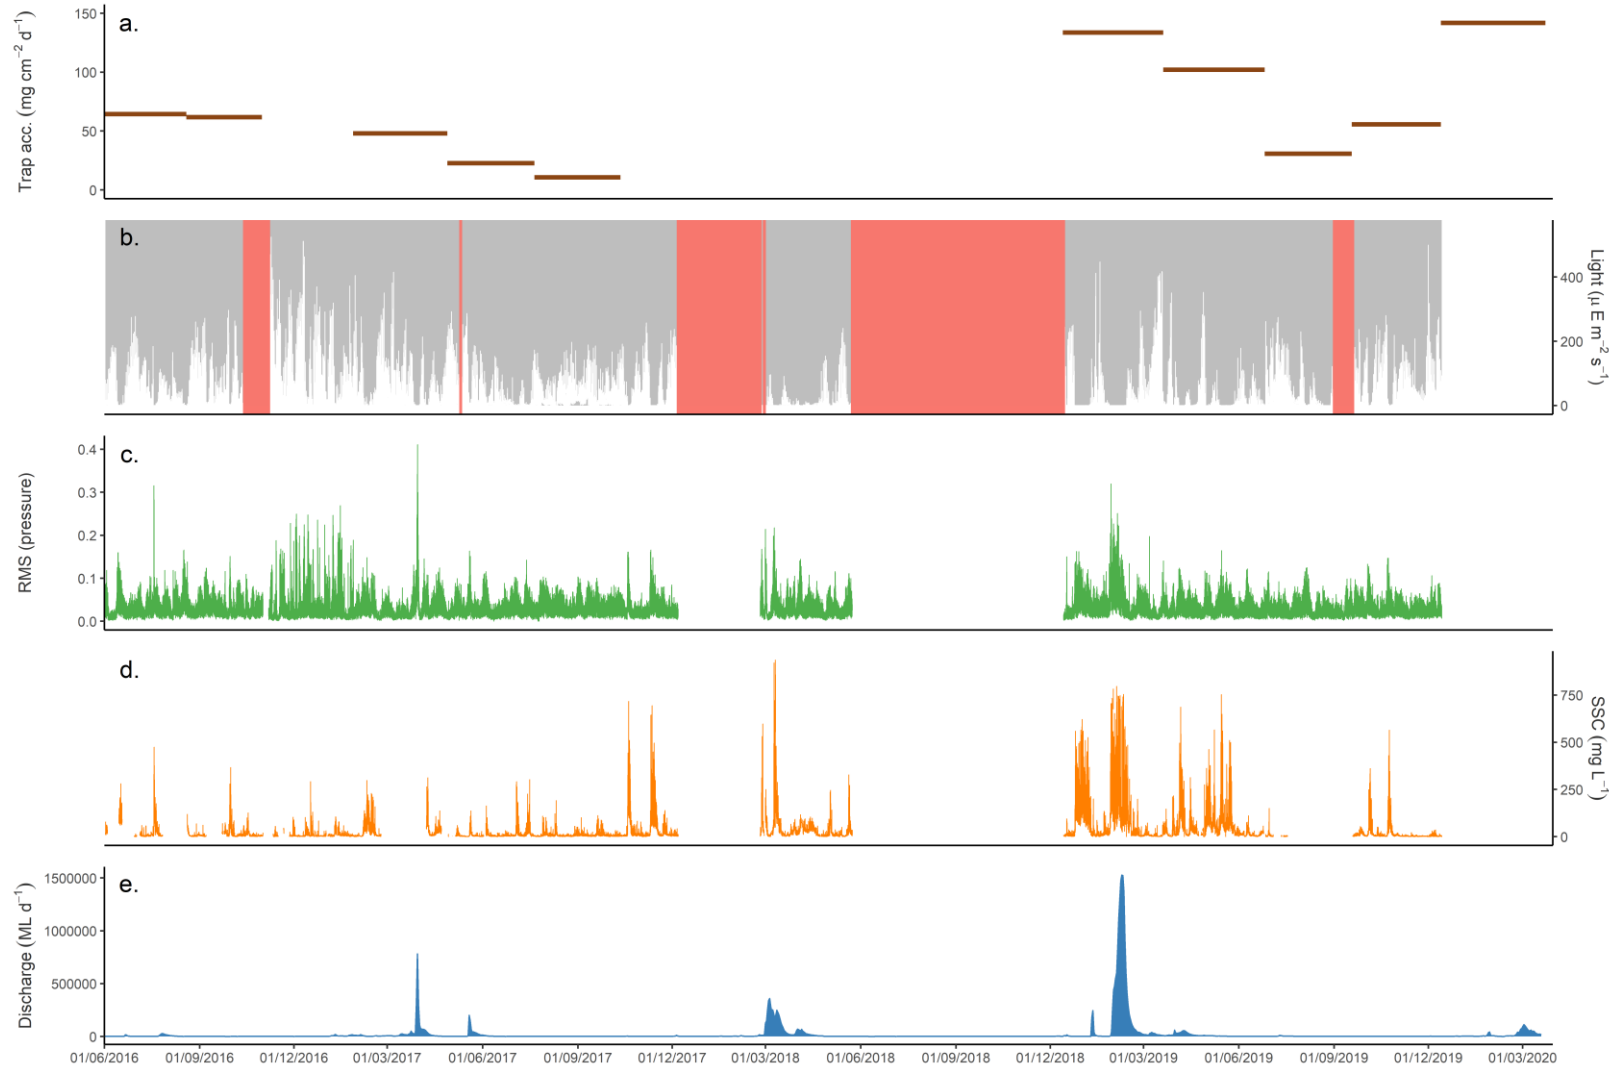 a.
Trap acc. (mg cm⁻² d⁻¹)
150
100
50
0
b.
Light (μ E m⁻² s⁻¹)
400
200
0
c.
RMS (pressure)
0.4
0.3
0.2
0.1
0.0
d.
SSC (mg L⁻¹)
750
500
250
0
e.
Discharge (ML d⁻¹)
1500000
1000000
500000
0
01/06/2016 01/09/2016 01/12/2016 01/03/2017 01/06/2017 01/09/2017 01/12/2017 01/03/2018 01/06/2018 01/09/2018 01/12/2018 01/03/2019 01/06/2019 01/09/2019 01/12/2019 01/03/2020